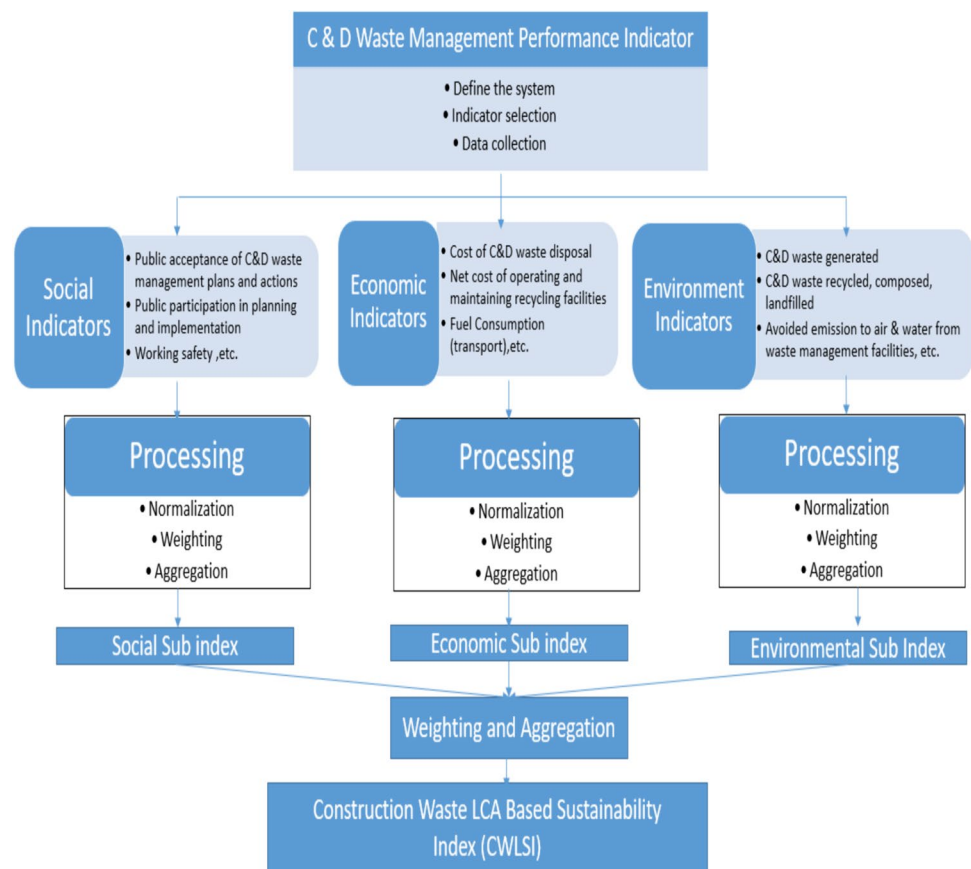 C & D Waste Management Performance Indicator
• Define the system
• Indicator selection
• Data collection
Social
Indicators
• Public acceptance of C&D waste
management plans and actions
• Public participation in planning
and implementation
• Working safety ,etc.
Economic
Indicators
• Cost of C&D waste disposal
• Net cost of operating and
maintaining recycling facilities
• Fuel Consumption
(transport),etc.
Environment
Indicators
• C&D waste generated
• C&D waste recycled, composed,
landfilled
• Avoided emission to air & water from
waste management facilities, etc.
Processing
• Normalization
• Weighting
• Aggregation
Processing
• Normalization
• Weighting
• Aggregation
Processing
• Normalization
• Weighting
• Aggregation
Social Sub index
Economic Sub index
Environmental Sub Index
Weighting and Aggregation
Construction Waste LCA Based Sustainability
Index (CWLSI)